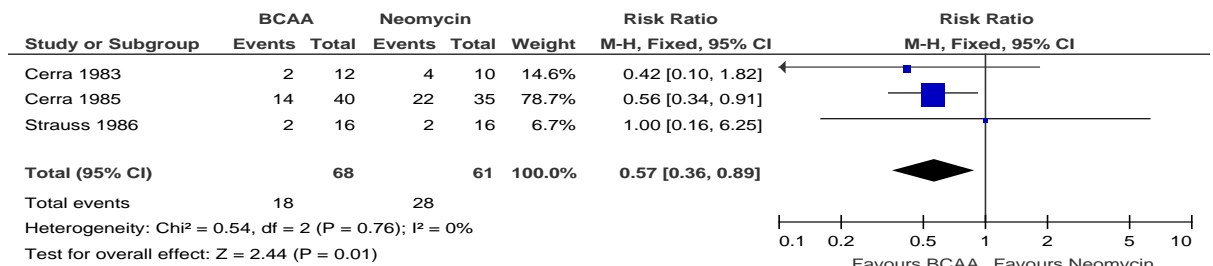 BCAA Neomycin Risk Ratio Risk Ratio
Study or Subgroup Events Total Events Total Weight M-H, Fixed, 95% CI M-H, Fixed, 95% CI
Cerra 1983 2 12 4 10 14.6% 0.42 [0.10, 1.82]
Cerra 1985 14 40 22 35 78.7% 0.56 [0.34, 0.91]
Strauss 1986 2 16 2 16 6.7% 1.00 [0.16, 6.25]
Total (95% CI) 68 61 100.0% 0.57 [0.36, 0.89]
Total events 18 28
Heterogeneity: Chi² = 0.54, df = 2 (P = 0.76); I² = 0%
Test for overall effect: Z = 2.44 (P = 0.01)
0.1 0.2 0.5 1 2 5 10
Favours BCAA Favours Neomycin